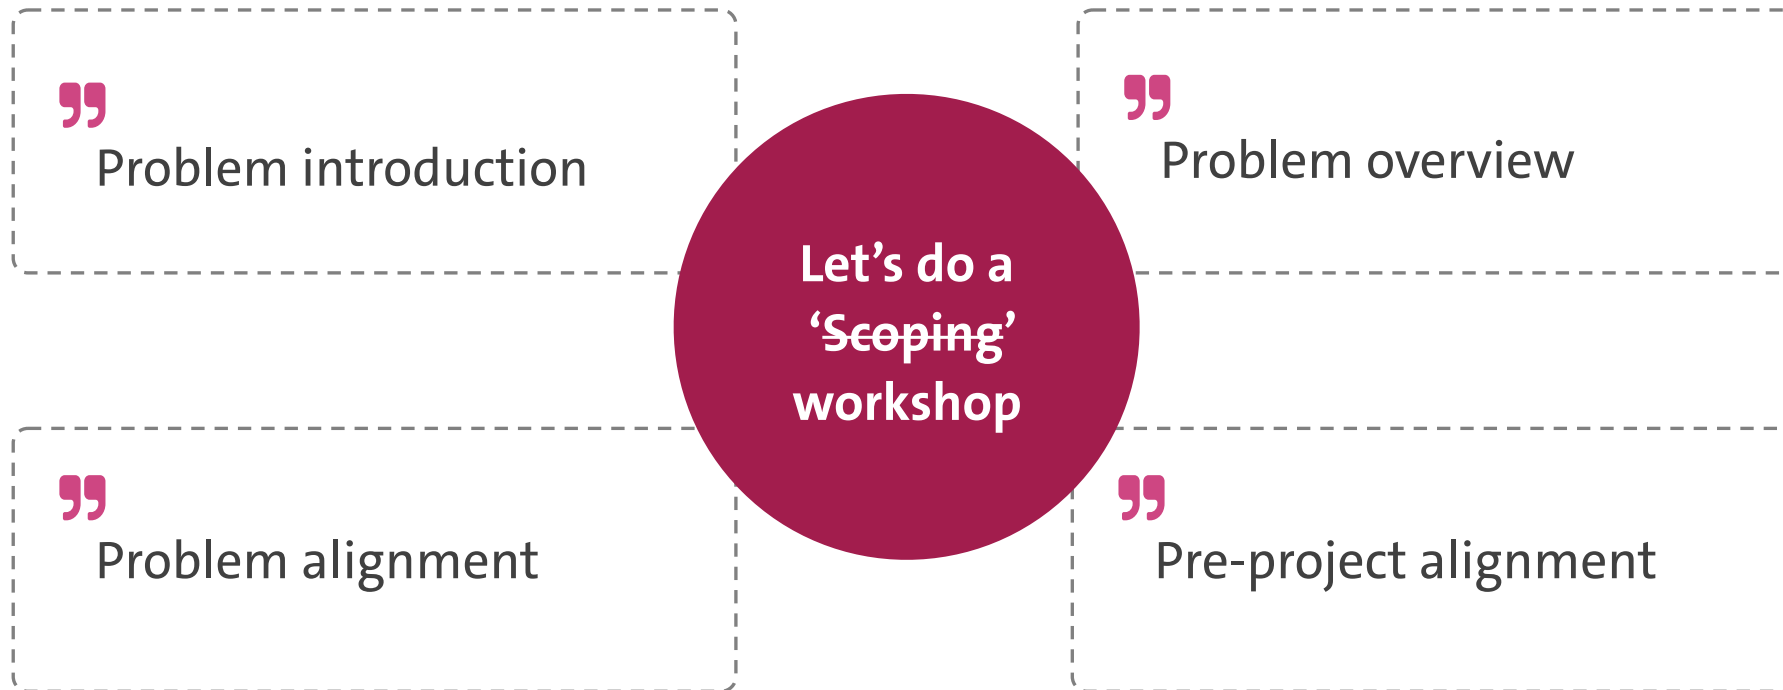 ”
Problem introduction
”
Problem overview
Let’s do a
‘Scoping’
workshop
”
Problem alignment
”
Pre-project alignment